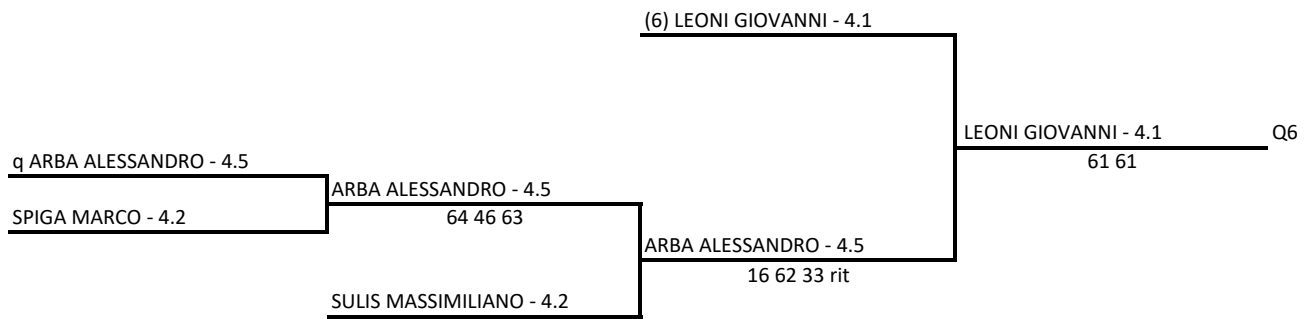 (6) LEONI GIOVANNI - 4.1
LEONI GIOVANNI - 4.1
Q6
61 61
q ARBA ALESSANDRO - 4.5
ARBA ALESSANDRO - 4.5
SPIGA MARCO - 4.2
64 46 63
ARBA ALESSANDRO - 4.5
16 62 33 rit
SULIS MASSIMILIANO - 4.2